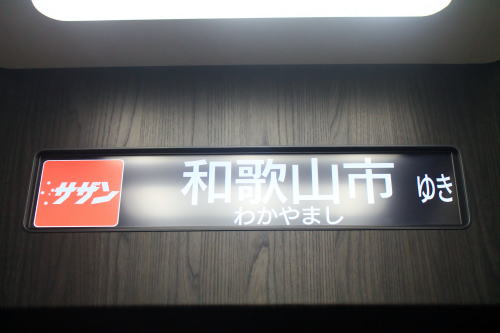 サザン
和歌山市 ゆき
わかやまし